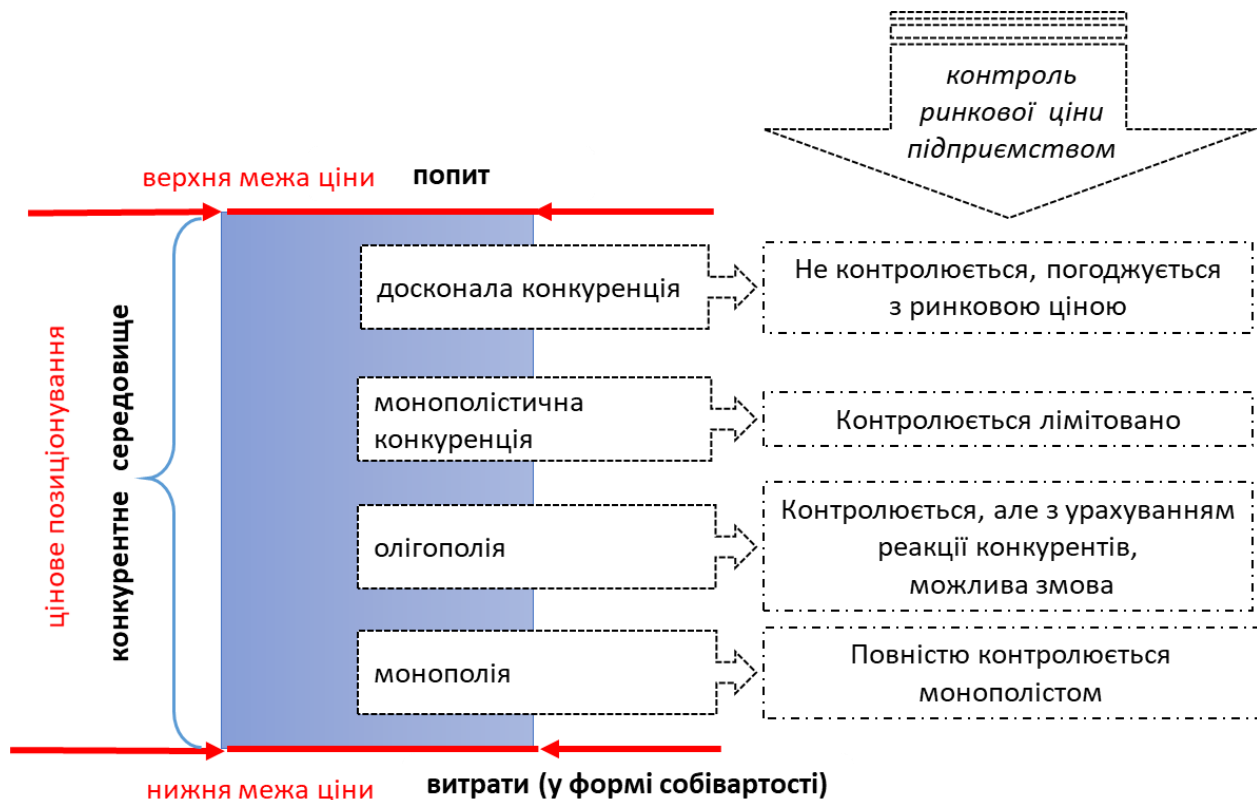 контроль
ринкової ціни
підприємством
верхня межа ціни
попит
цінове позиціонування
конкурентне середовище
досконала конкуренція
Не контролюється, погоджується
з ринковою ціною
монополістична
конкуренція
Контролюється лімітовано
олігополія
Контролюється, але з урахуванням
реакції конкурентів,
можлива змова
монополія
Повністю контролюється
монополістом
нижня межа ціни
витрати (у формі собівартості)